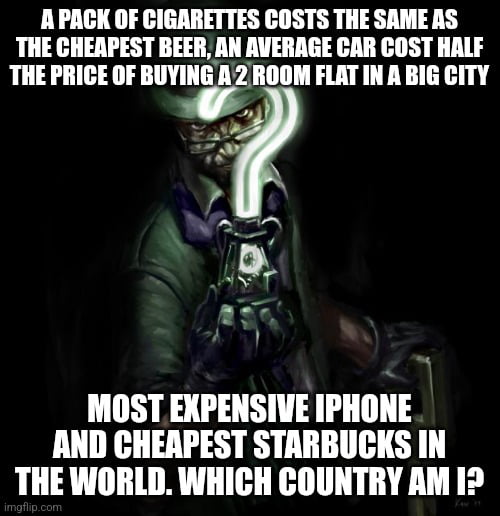 A PACK OF CIGARETTES COSTS THE SAME AS
THE CHEAPEST BEER, AN AVERAGE CAR COST HALF
THE PRICE OF BUYING A 2 ROOM FLAT IN A BIG CITY
MOST EXPENSIVE IPHONE
AND CHEAPEST STARBUCKS IN
THE WORLD. WHICH COUNTRY AM I?
imgflip.com